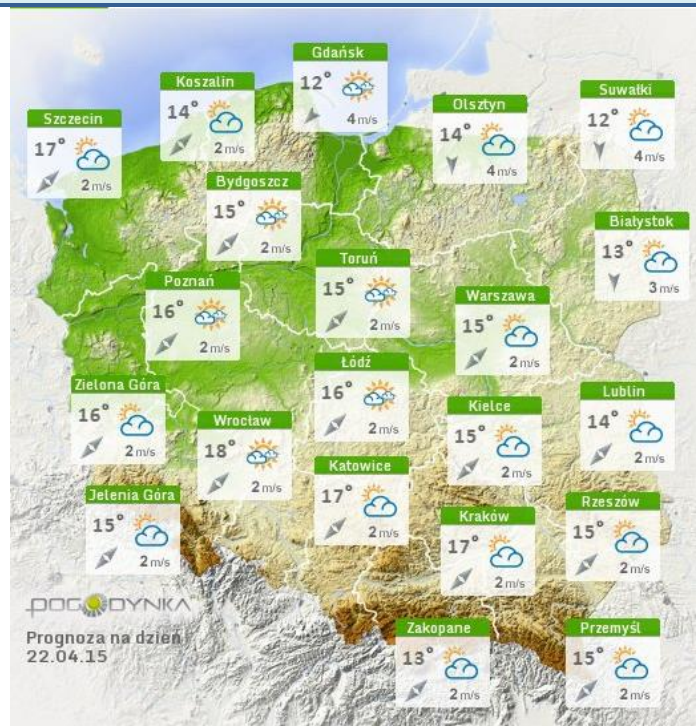 Gdańsk
12°
4 m/s
Koszalin
14°
2 m/s
Suwałki
12°
4 m/s
Olsztyn
14°
4 m/s
Szczecin
17°
2 m/s
Bydgoszcz
15°
2 m/s
Białystok
13°
3 m/s
Toruń
15°
2 m/s
Poznań
16°
2 m/s
Warszawa
15°
2 m/s
Łódź
16°
2 m/s
Zielona Góra
16°
2 m/s
Lublin
14°
2 m/s
Kielce
15°
2 m/s
Wrocław
18°
2 m/s
Katowice
17°
2 m/s
Jelenia Góra
15°
2 m/s
Rzeszów
15°
2 m/s
Kraków
17°
2 m/s
POGODYNKA
Prognoza na dzień
22.04.15
Zakopane
13°
2 m/s
Przemyśl
15°
2 m/s